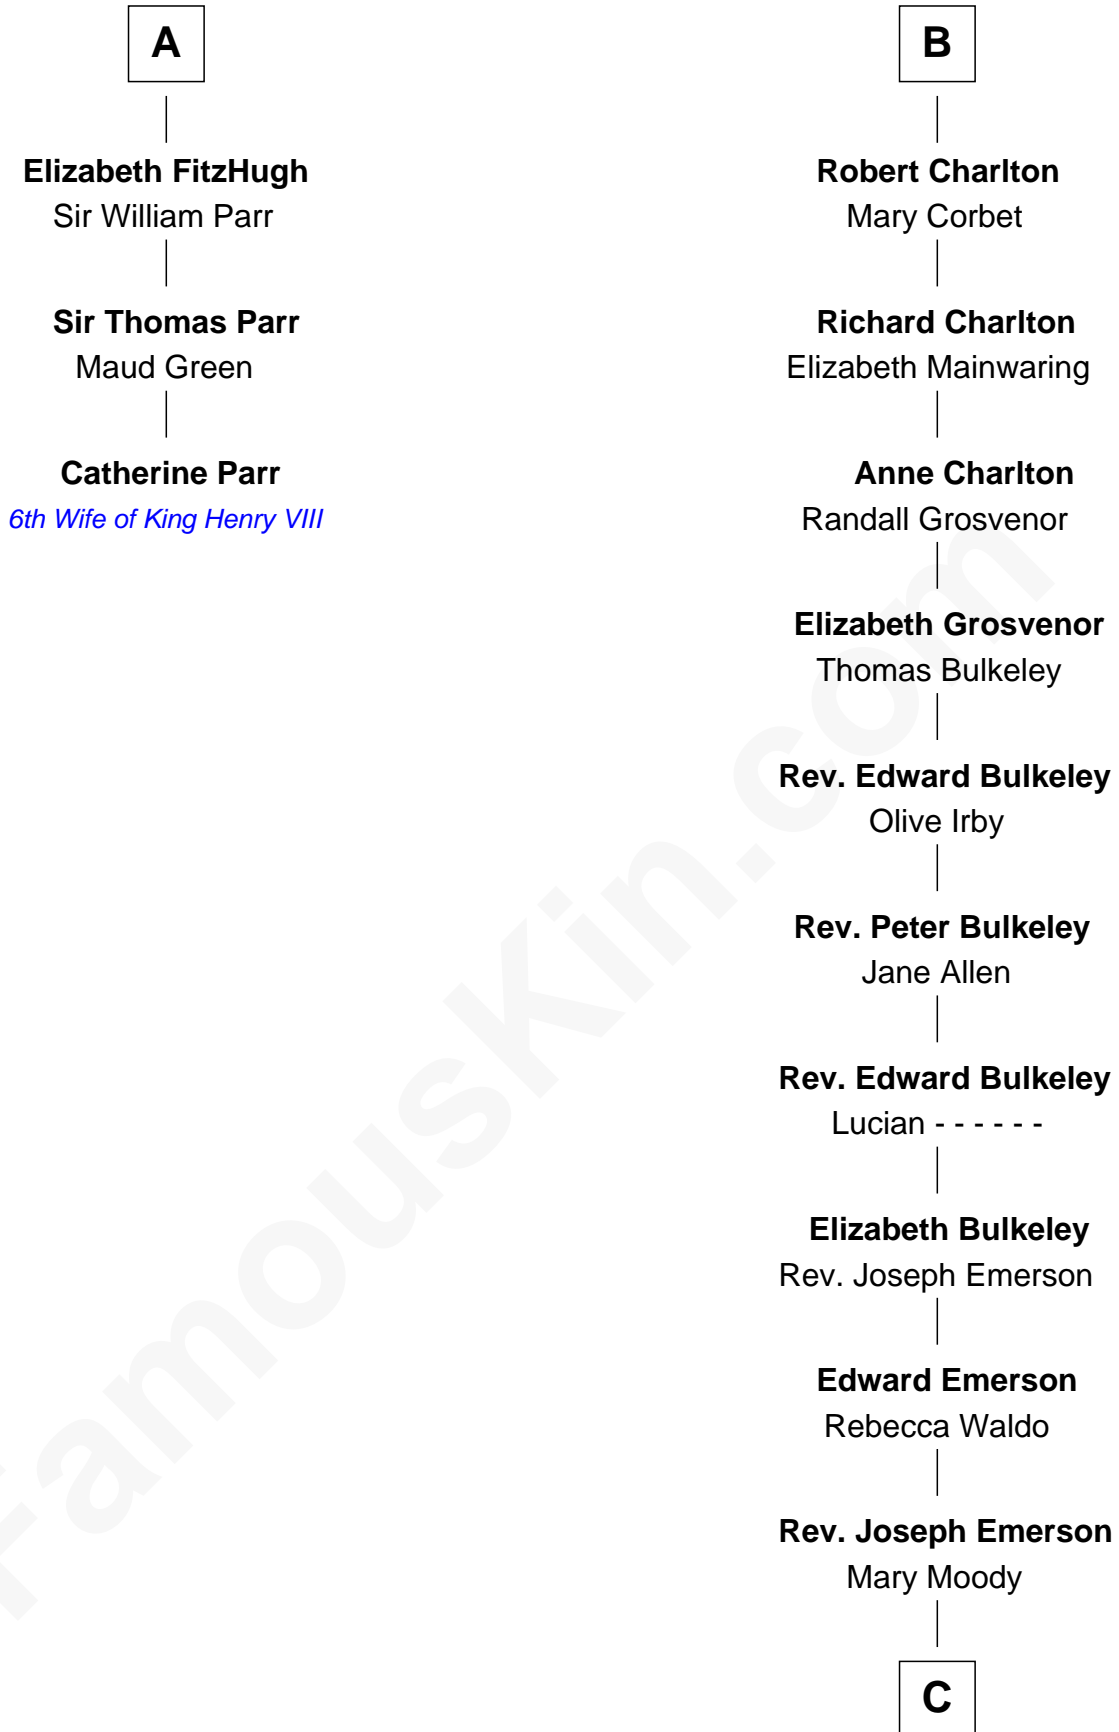 A
Elizabeth FitzHugh
Sir William Parr
Sir Thomas Parr
Maud Green
Catherine Parr
6th Wife of King Henry VIII
B
Robert Charlton
Mary Corbet
Richard Charlton
Elizabeth Mainwaring
Anne Charlton
Randall Grosvenor
Elizabeth Grosvenor
Thomas Bulkeley
Rev. Edward Bulkeley
Olive Irby
Rev. Peter Bulkeley
Jane Allen
Rev. Edward Bulkeley
Lucian - - - - - -
Elizabeth Bulkeley
Rev. Joseph Emerson
Edward Emerson
Rebecca Waldo
Rev. Joseph Emerson
Mary Moody
C
FamousKin.com